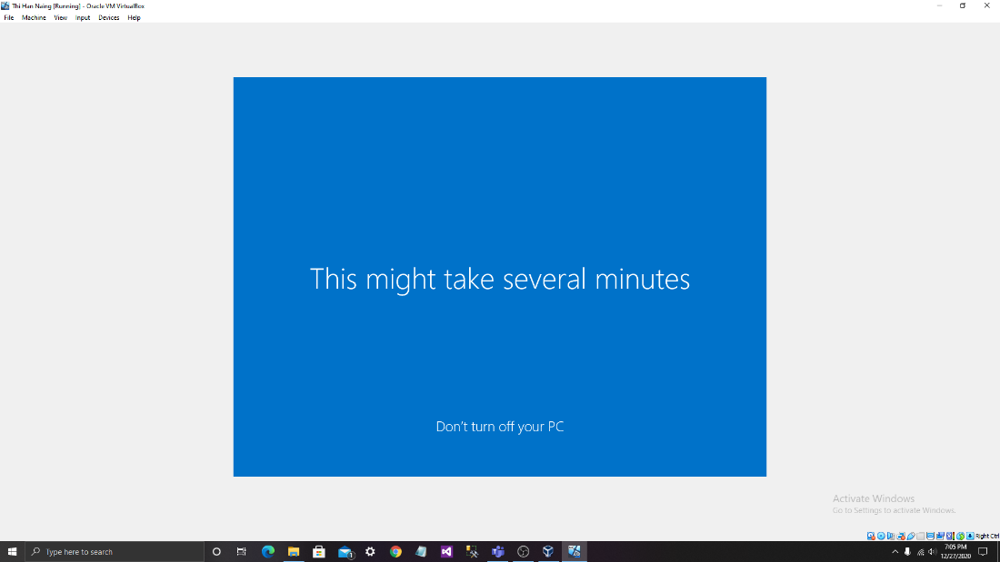 Thi Han Naing [Running] - Oracle VM VirtualBox
File Machine View Input Devices Help
This might take several minutes
Don't turn off your PC
Activate Windows
Go to Settings to activate Windows.
Right Ctrl
Type here to search
1
7:05 PM
12/27/2020